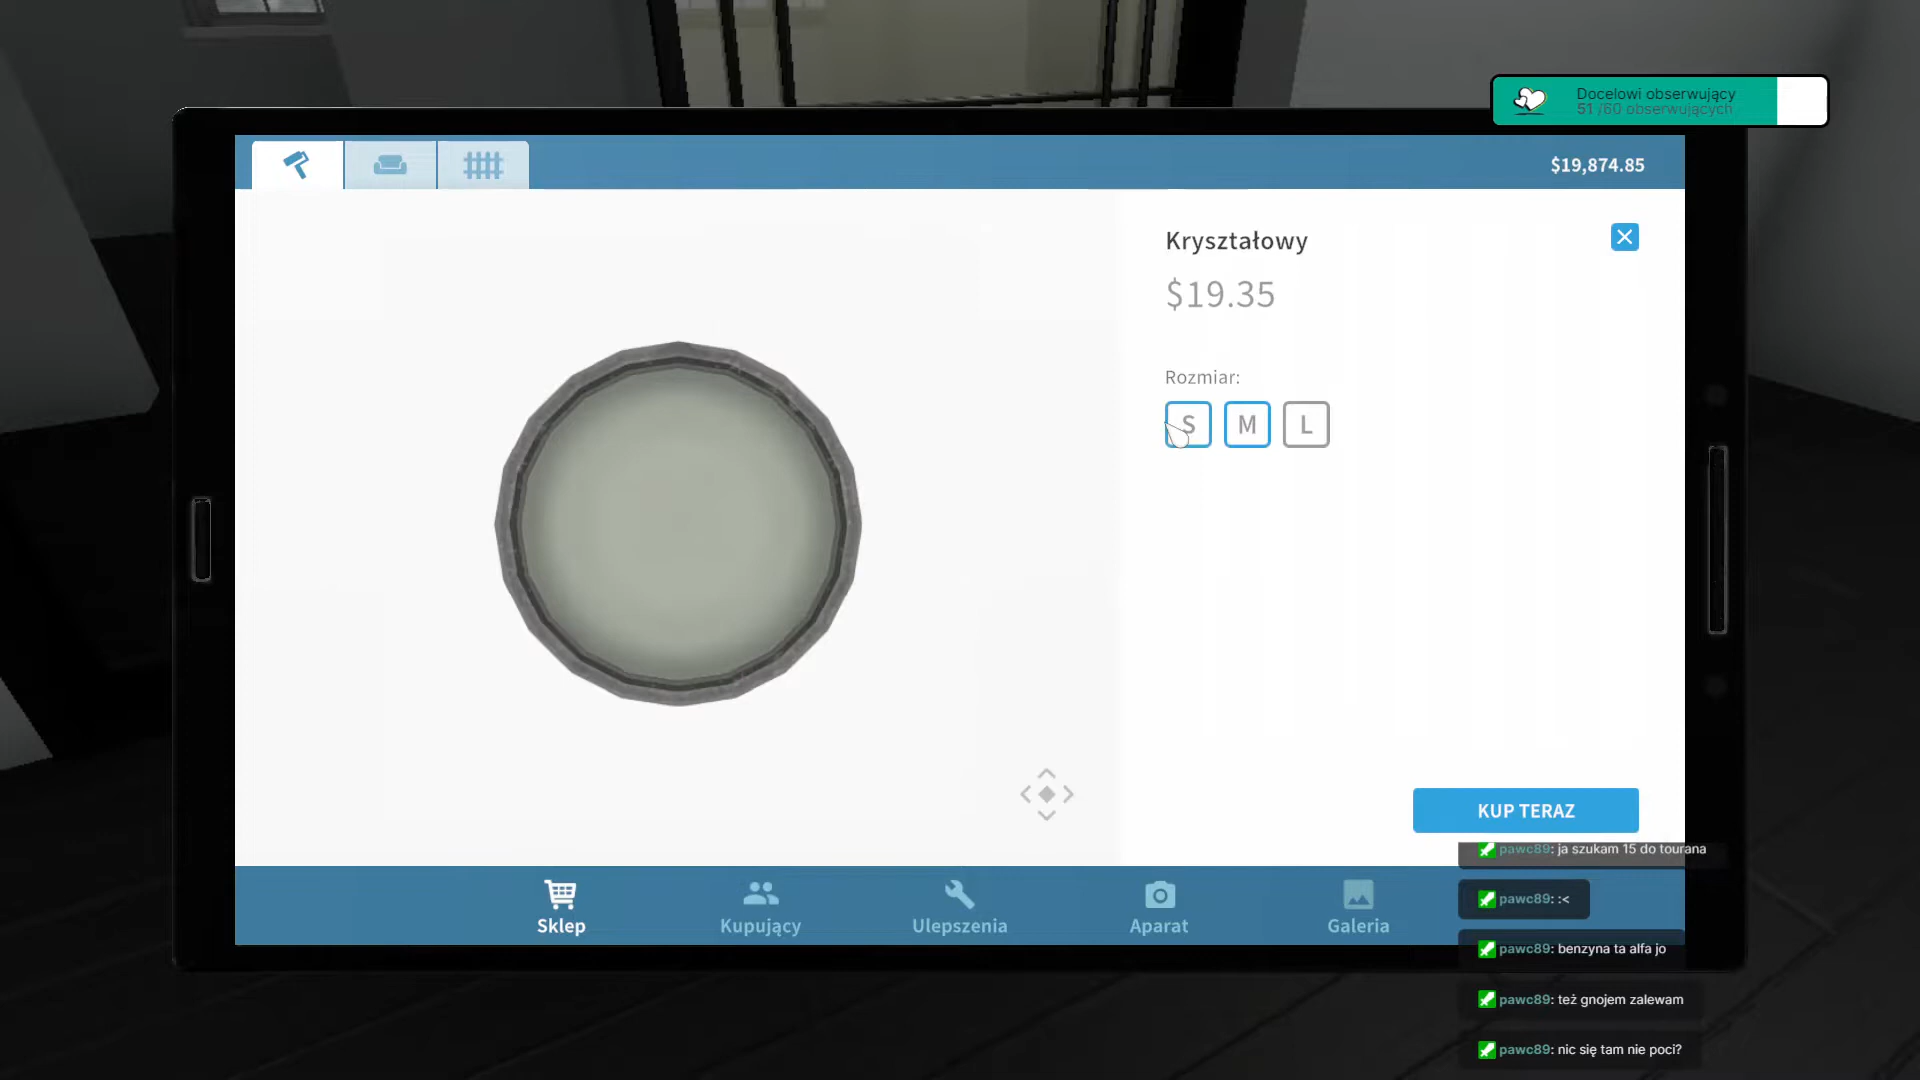 Docelowi obserwujący
51 /60 obserwujących
$19,874.85
Kryształowy
$19.35
Rozmiar:
S M L
KUP TERAZ
pawc89: ja szukam 15 do tourana
pawc89: :<
pawc89: benzyna ta alfa jo
pawc89: też gnojem zalewam
pawc89: nic się tam nie poci?
Sklep
Kupujący
Ulepszenia
Aparat
Galeria